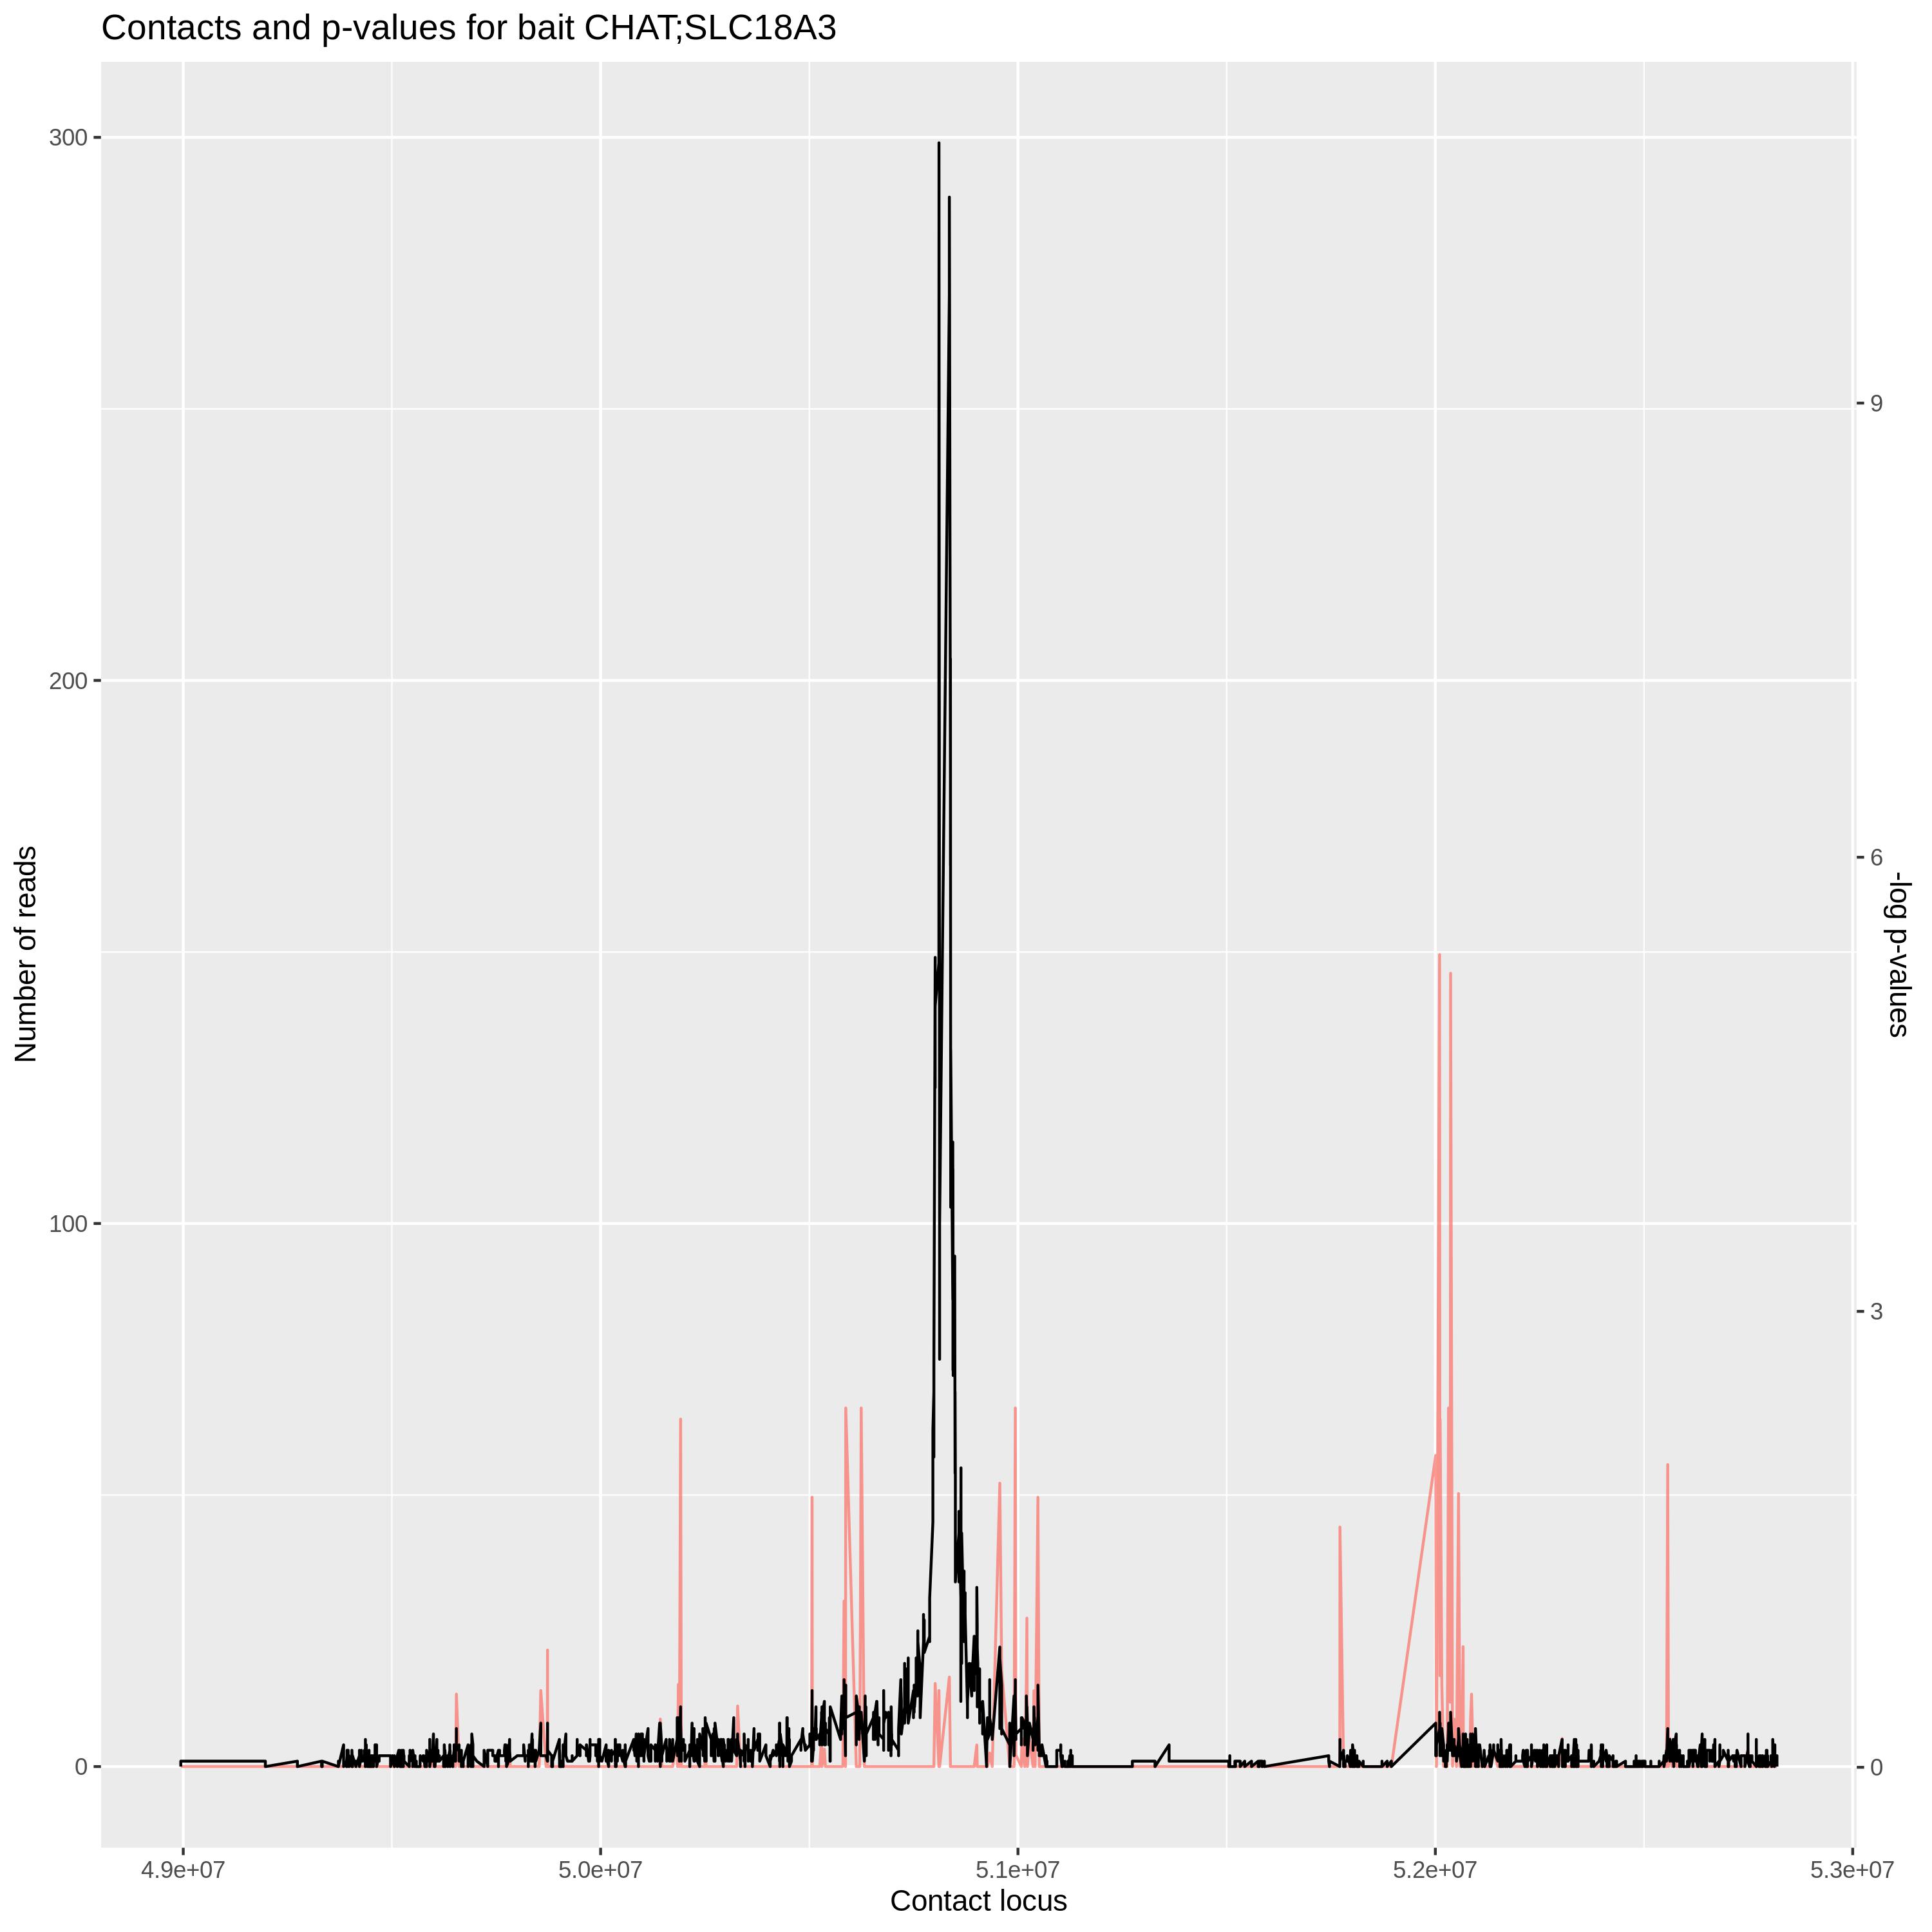 Contacts and p-values for bait CHAT;SLC18A3
300
200
100
0
Number of reads
9
6
3
0
-log p-values
4.9e+07 5.0e+07 5.1e+07 5.2e+07 5.3e+07
Contact locus